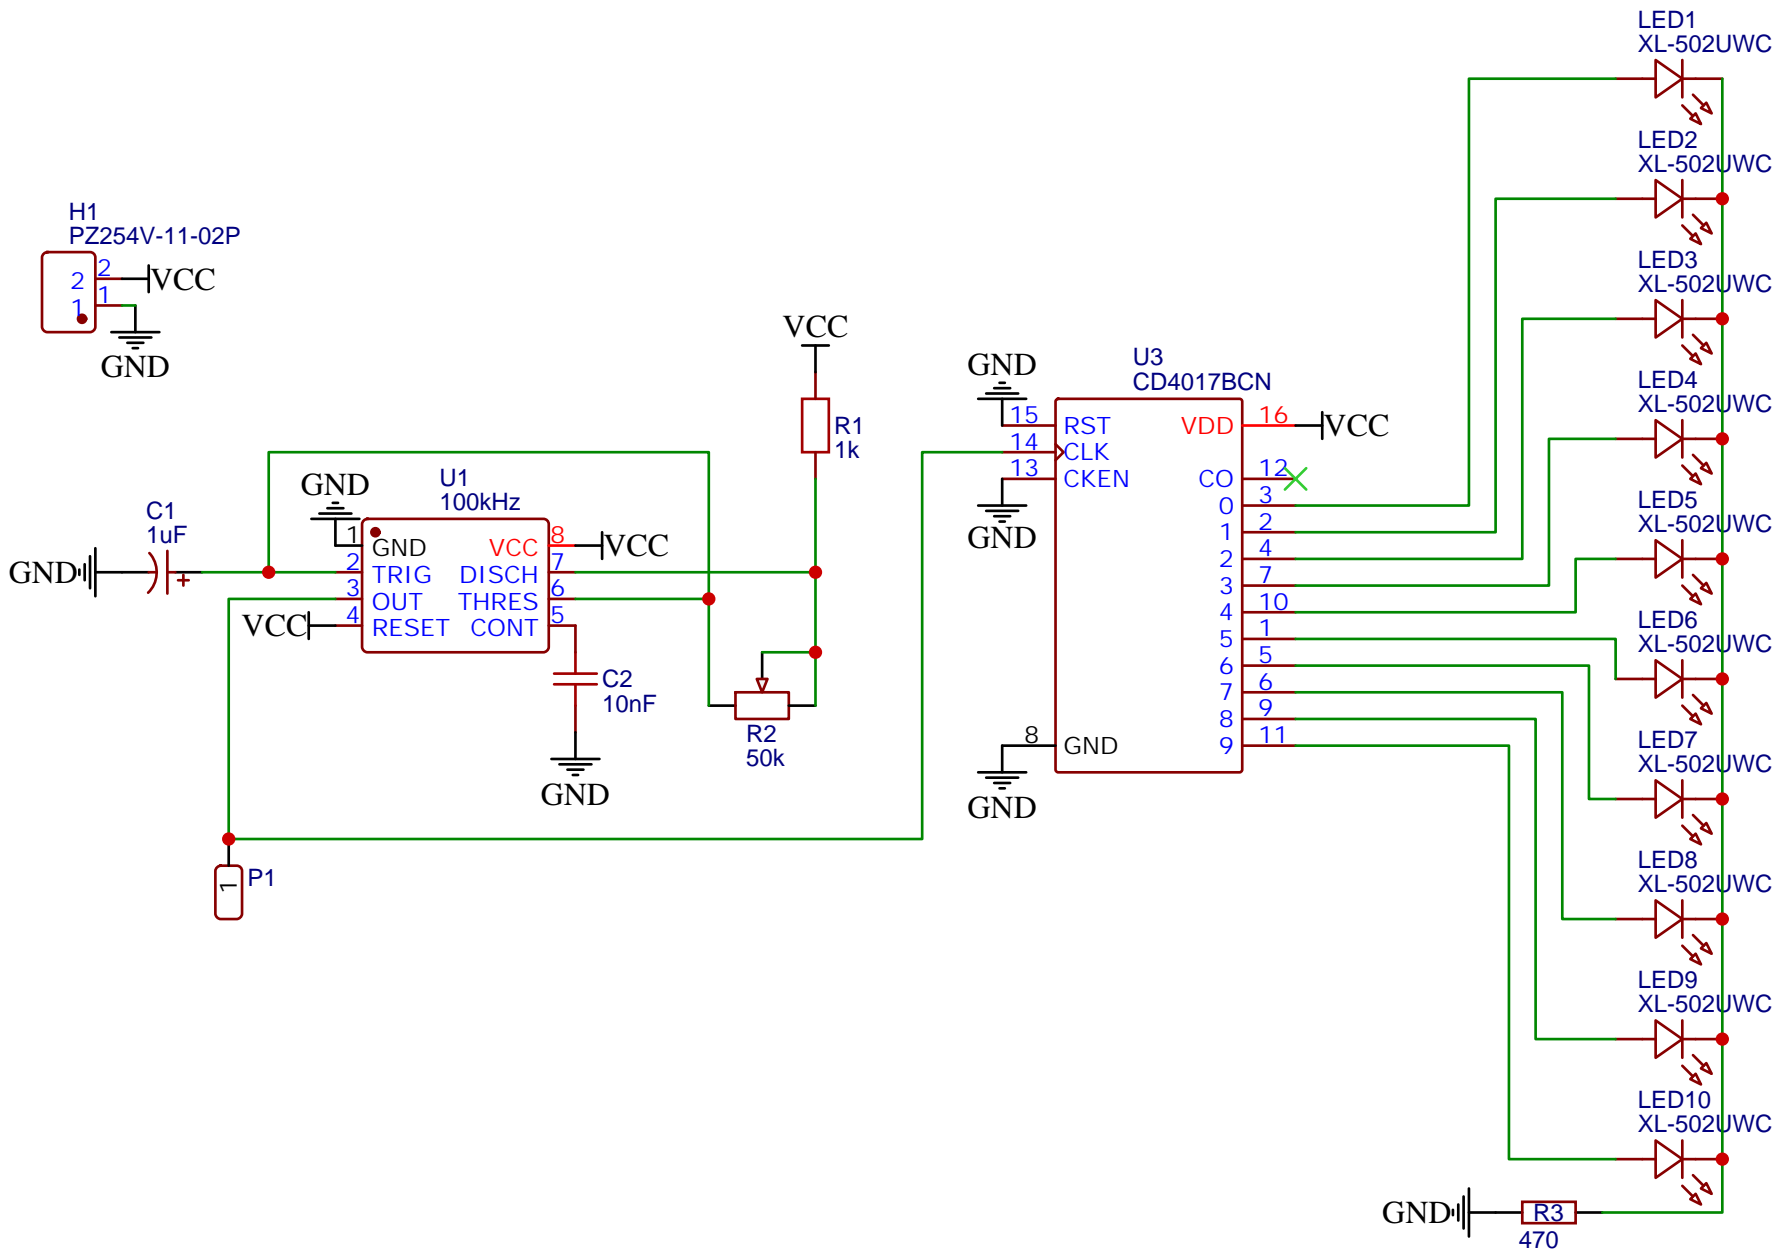 H1
PZ254V-11-02P
2
2
1
1
VCC
GND
C1
1uF
GND
GND
U1
100kHz
1
GND
2
TRIG
3
OUT
4
RESET
VCC
VCC
8
DISCH
7
THRES
6
CONT
5
VCC
C2
10nF
GND
VCC
R1
1k
R2
50k
1
P1
GND
U3
CD4017BCN
15
RST
14
CLK
13
CKEN
GND
8
GND
GND
VDD
16
VCC
CO
12
0
3
1
2
2
4
3
7
4
10
5
1
6
5
7
6
8
9
9
11
LED1
XL-502UWC
LED2
XL-502UWC
LED3
XL-502UWC
LED4
XL-502UWC
LED5
XL-502UWC
LED6
XL-502UWC
LED7
XL-502UWC
LED8
XL-502UWC
LED9
XL-502UWC
LED10
XL-502UWC
GND
R3
470